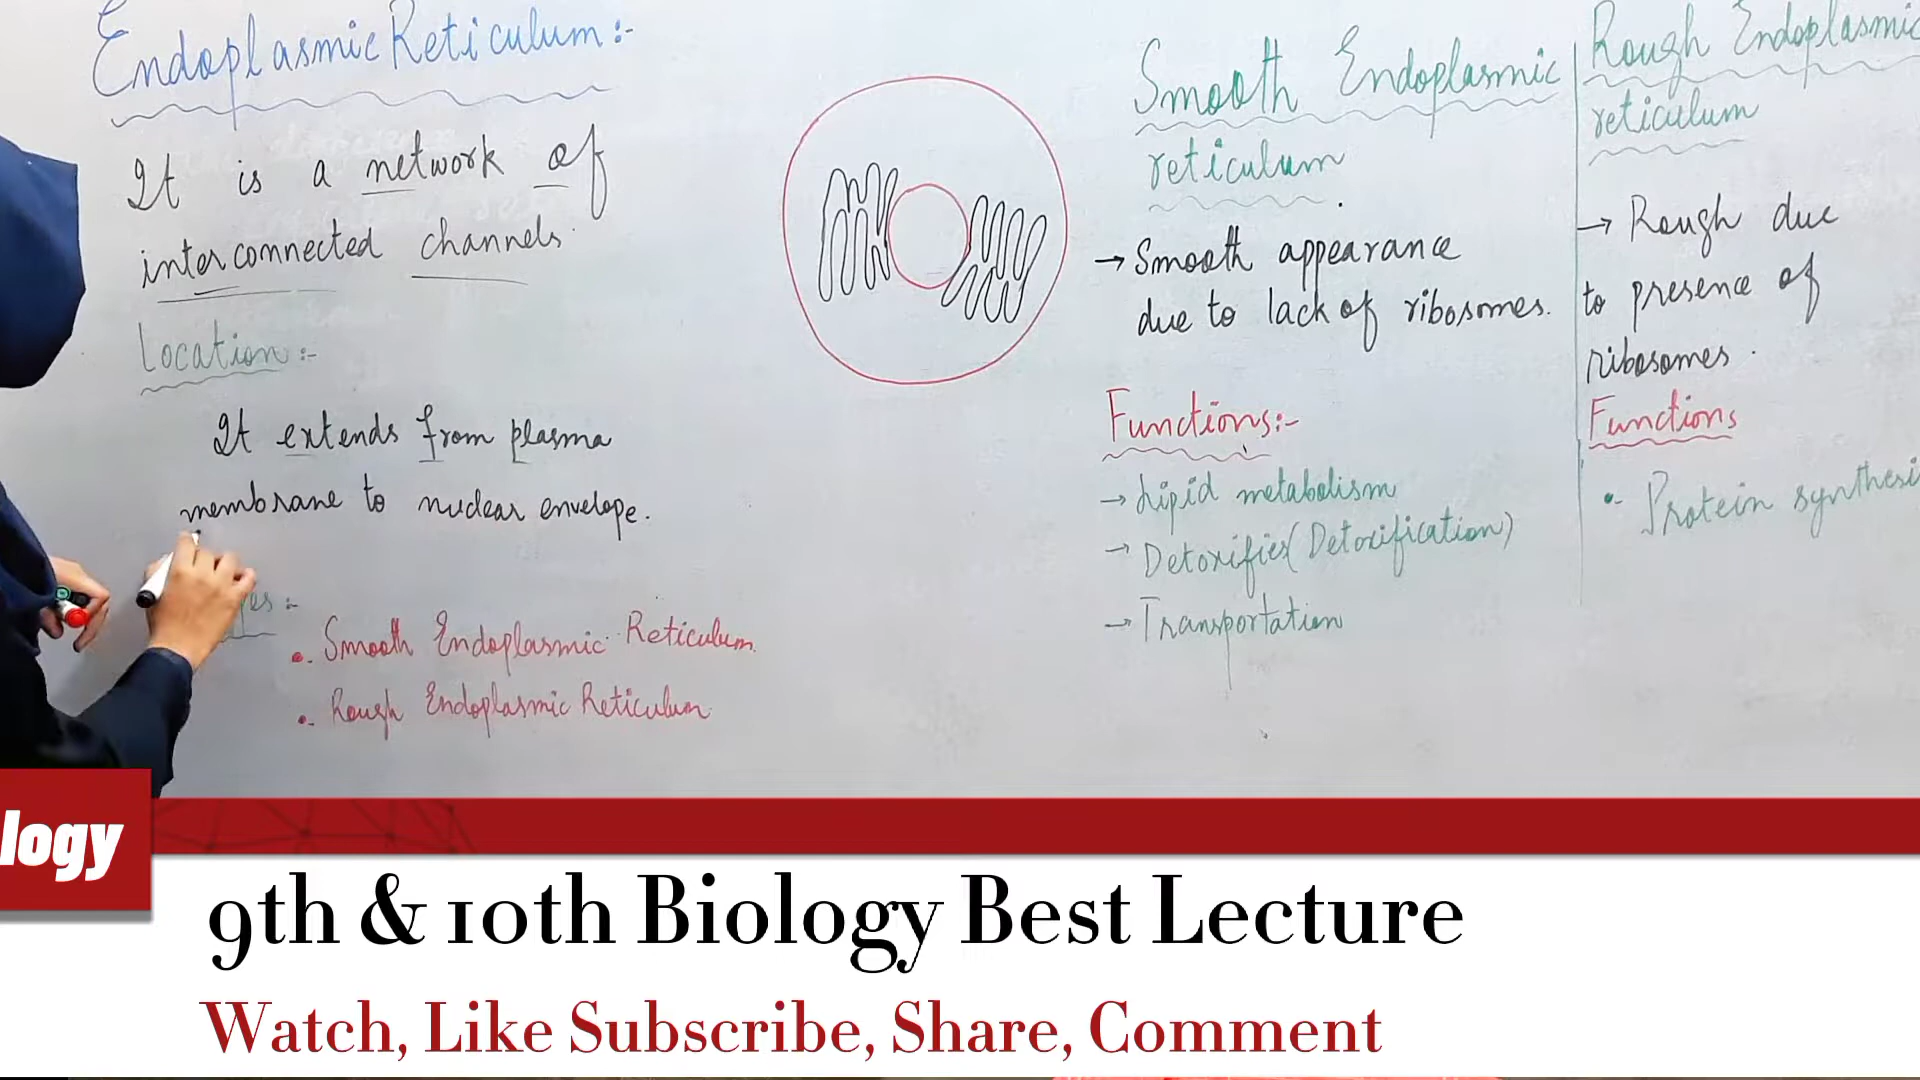 Endoplasmic Reticulum:-
It is a network of
interconnected channels.
Location:-
It extends from plasma
membrane to nuclear envelope.
pes:-
• Smooth Endoplasmic Reticulum.
• Rough Endoplasmic Reticulum.
Smooth Endoplasmic
reticulum
→ Smooth appearance
due to lack of ribosomes.
Functions:-
→ Lipid metabolism
→ Detoxifies (Detoxification)
→ Transportation
Rough Endoplasmic
reticulum
→ Rough due
to presence of
ribosomes.
Functions
• Protein synthesi
logy
9th & 10th Biology Best Lecture
Watch, Like Subscribe, Share, Comment